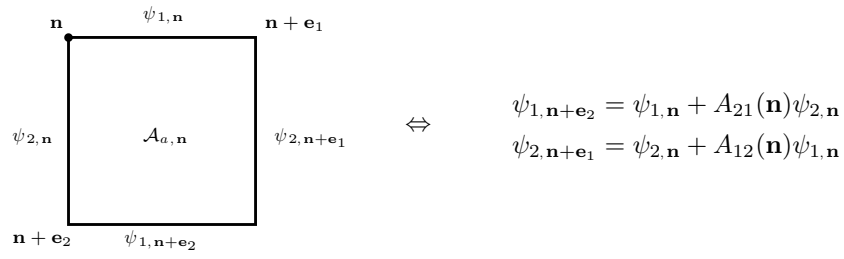 ψ₁,ₙ
𝐧 𝐧 + 𝐞₁
ψ₂,𝐧 𝒜ₐ,𝐧 ψ₂,𝐧₊𝐞₁
𝐧 + 𝐞₂ ψ₁,𝐧₊𝐞₂
⇔
ψ₁,𝐧₊𝐞₂ = ψ₁,𝐧 + A₂₁(𝐧)ψ₂,𝐧
ψ₂,𝐧₊𝐞₁ = ψ₂,𝐧 + A₁₂(𝐧)ψ₁,𝐧